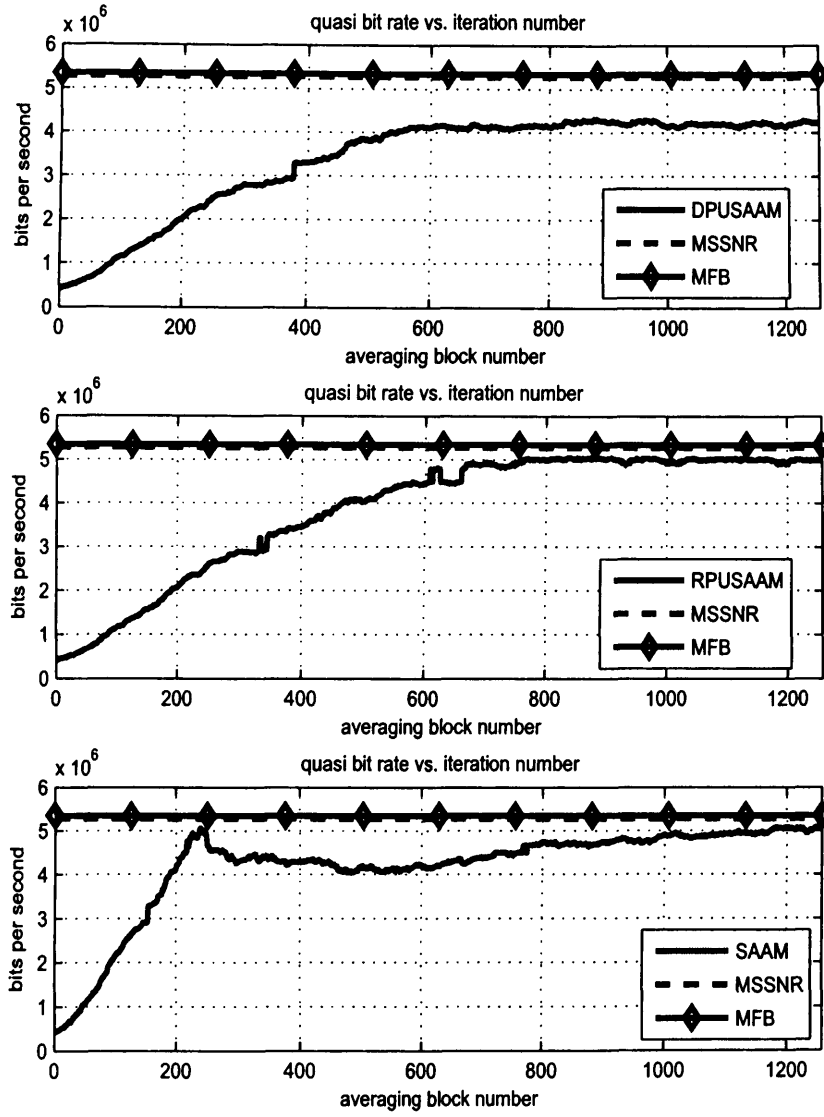 quasi bit rate vs. iteration number
x 10^6
6
5
4
3
2
1
0
bits per second
DPUSAAM
MSSNR
MFB
0 200 400 600 800 1000 1200
averaging block number
quasi bit rate vs. iteration number
x 10^6
6
5
4
3
2
1
0
bits per second
RPUSAAM
MSSNR
MFB
0 200 400 600 800 1000 1200
averaging block number
quasi bit rate vs. iteration number
x 10^6
6
5
4
3
2
1
0
bits per second
SAAM
MSSNR
MFB
0 200 400 600 800 1000 1200
averaging block number